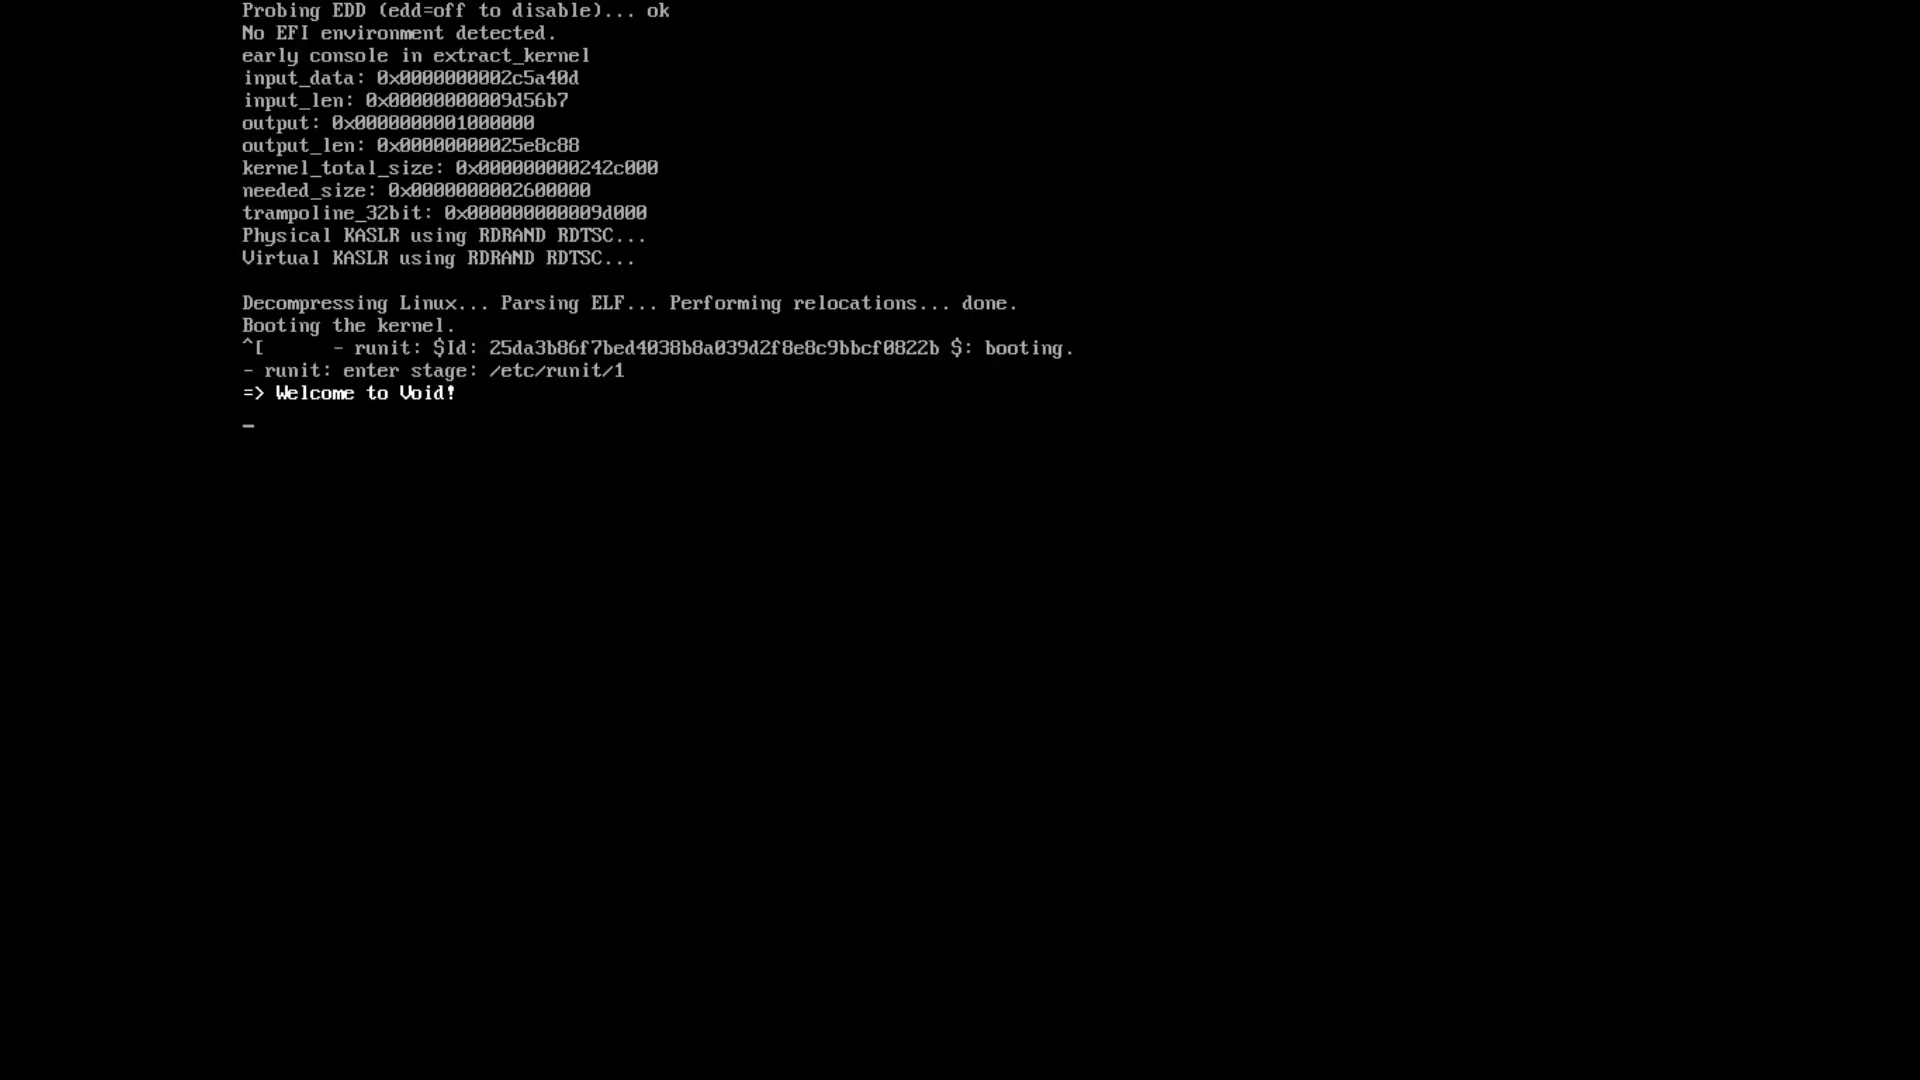 Probing EDD (edd=off to disable)... ok
No EFI environment detected.
early console in extract_kernel
input_data: 0x0000000002c5a40d
input_len: 0x00000000009d56b7
output: 0x0000000001000000
output_len: 0x00000000025e8c88
kernel_total_size: 0x000000000242c000
needed_size: 0x0000000002600000
trampoline_32bit: 0x000000000009d000
Physical KASLR using RDRAND RDTSC...
Virtual KASLR using RDRAND RDTSC...
Decompressing Linux... Parsing ELF... Performing relocations... done.
Booting the kernel.
^[      - runit: $Id: 25da3b86f7bed4038b8a039d2f8e8c9bbcf0822b $: booting.
- runit: enter stage: /etc/runit/1
=> Welcome to Void!
_